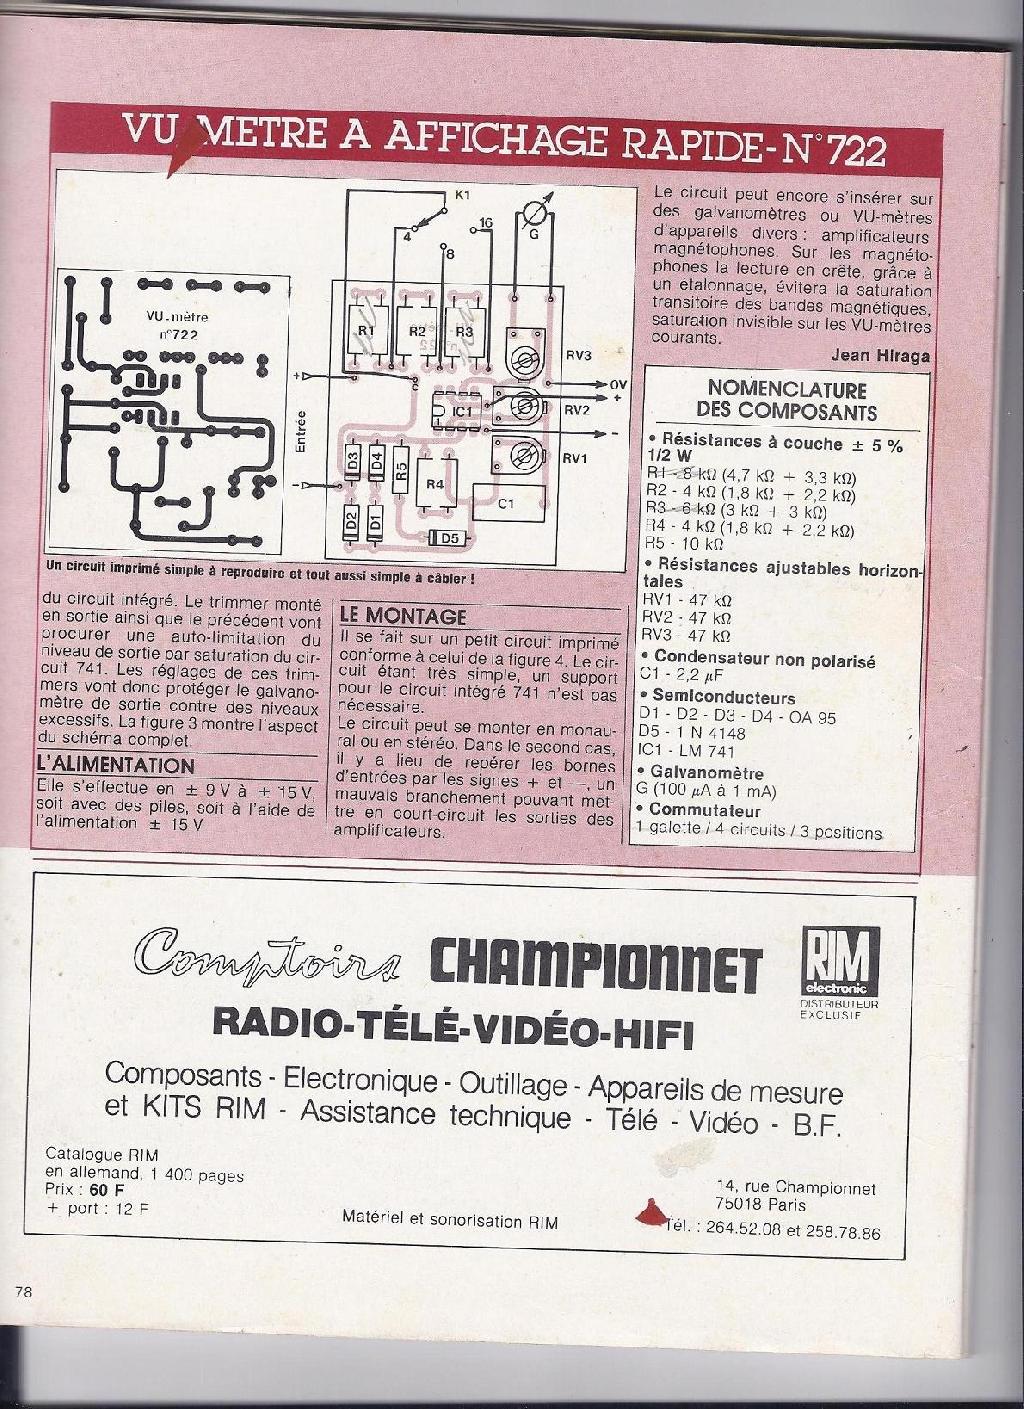 VU METRE A AFFICHAGE RAPIDE-N°722
K1
4
16
8
G
VU-mètre
n°722
R1
R2
R3
RV3
+
0V
+
IC1
RV2
Entrée
-
RV1
D3
D4
R5
R4
C1
-
D2
D1
D5
Un circuit imprimé simple à reproduire et tout aussi simple à câbler !
du circuit intégré. Le trimmer monté
en sortie ainsi que le précédent vont
procurer une auto-limitation du
niveau de sortie par saturation du cir-
cuit 741. Les réglages de ces trim-
mers vont donc protéger le galvano-
mètre de sortie contre des niveaux
excessifs. La figure 3 montre l'aspect
du schéma complet.
L'ALIMENTATION
Elle s'effectue en ± 9 V à + 15 V,
soit avec des piles, soit à l'aide de
l'alimentation ± 15 V
LE MONTAGE
Il se fait sur un petit circuit imprimé
conforme à celui de la figure 4. Le cir-
cuit étant très simple, un support
pour le circuit intégré 741 n'est pas
nécessaire.
Le circuit peut se monter en monau-
ral ou en stéréo. Dans le second cas,
il y a lieu de repérer les bornes
d'entrées par les signes + et -, un
mauvais branchement pouvant met-
tre en court-circuit les sorties des
amplificateurs.
Le circuit peut encore s'insérer sur
des galvanomètres ou VU-mètres
d'appareils divers : amplificateurs
magnétophones. Sur les magnéto-
phones la lecture en crête, grâce à
un étalonnage, évitera la saturation
transitoire des bandes magnétiques,
saturation invisible sur les VU-mètres
courants.
Jean Hiraga
NOMENCLATURE
DES COMPOSANTS
• Résistances à couche ± 5 %
1/2 W
R1 - 8 kΩ (4,7 kΩ + 3,3 kΩ)
R2 - 4 kΩ (1,8 kΩ + 2,2 kΩ)
R3 - 6 kΩ (3 kΩ + 3 kΩ)
R4 - 4 kΩ (1,8 kΩ + 2,2 kΩ)
R5 - 10 kΩ
• Résistances ajustables horizon-
tales
RV1 - 47 kΩ
RV2 - 47 kΩ
RV3 - 47 kΩ
• Condensateur non polarisé
C1 - 2,2 µF
• Semiconducteurs
D1 - D2 - D3 - D4 - OA 95
D5 - 1 N 4148
IC1 - LM 741
• Galvanomètre
G (100 µA à 1 mA)
• Commutateur
1 galette / 4 circuits / 3 positions
Comptoirs CHAMPIONNET
RIM
electronic
DISTRIBUTEUR
EXCLUSIF
RADIO-TÉLÉ-VIDÉO-HIFI
Composants - Electronique - Outillage - Appareils de mesure
et KITS RIM - Assistance technique - Télé - Vidéo - B.F.
Catalogue RIM
en allemand, 1 400 pages
Prix : 60 F
+ port : 12 F
Matériel et sonorisation RIM
14, rue Championnet
75018 Paris
Tél. : 264.52.08 et 258.78.86
78